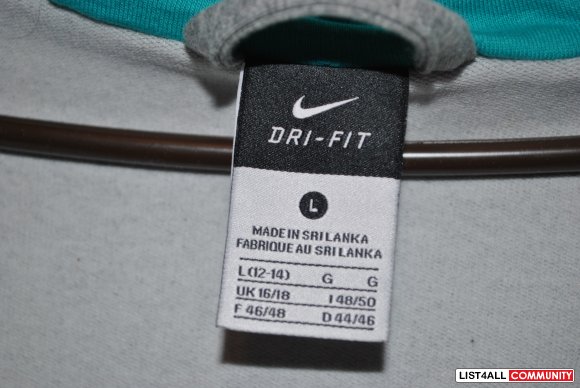 DRI-FIT
L
MADE IN SRI LANKA
FABRIQUE AU SRI LANKA
L (12-14) G G
UK 16/18 I 48/50
F 46/48 D 44/46
LIST4ALL COMMUNITY